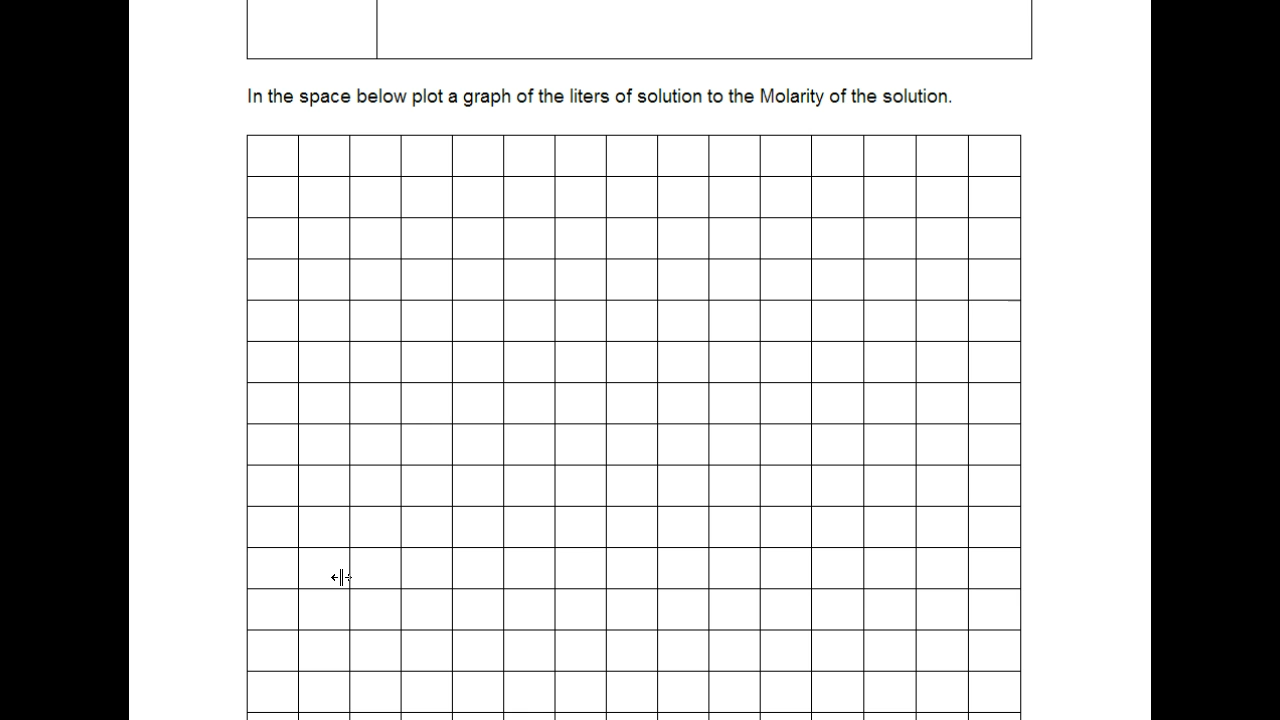 In the space below plot a graph of the liters of solution to the Molarity of the solution.